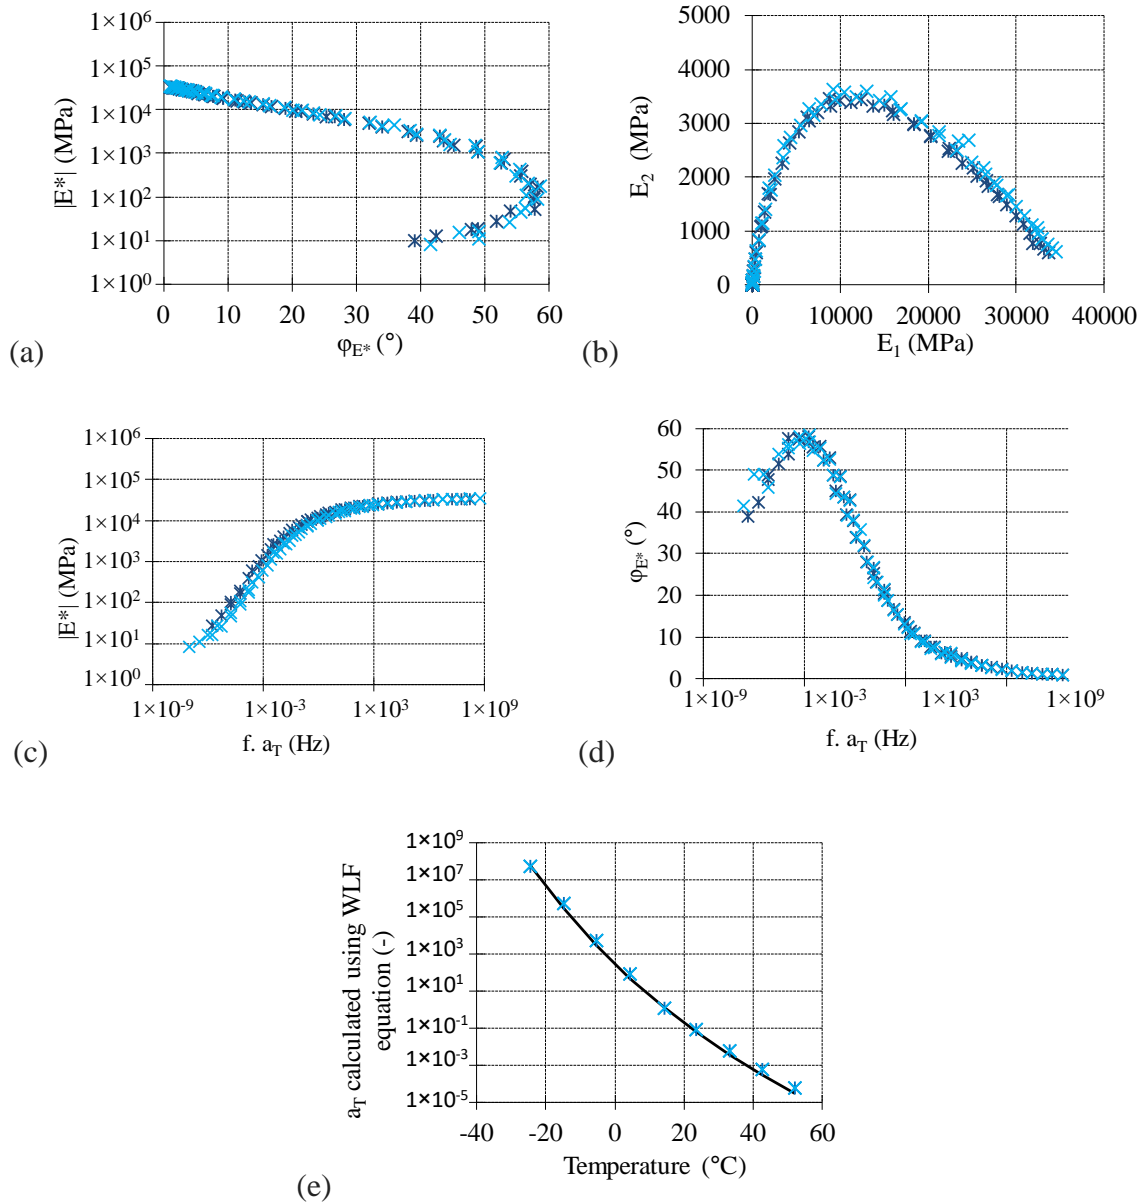 1×10⁶
1×10⁵
1×10⁴
1×10³
1×10²
1×10¹
1×10⁰
|E*| (MPa)
0 10 20 30 40 50 60
φE* (°)
(a)
5000
4000
3000
2000
1000
0
E₂ (MPa)
0 10000 20000 30000 40000
E₁ (MPa)
(b)
1×10⁶
1×10⁵
1×10⁴
1×10³
1×10²
1×10¹
1×10⁰
|E*| (MPa)
1×10⁻⁹ 1×10⁻³ 1×10³ 1×10⁹
f. aT (Hz)
(c)
60
50
40
30
20
10
0
φE* (°)
1×10⁻⁹ 1×10⁻³ 1×10³ 1×10⁹
f. aT (Hz)
(d)
1×10⁹
1×10⁷
1×10⁵
1×10³
1×10¹
1×10⁻¹
1×10⁻³
1×10⁻⁵
aT calculated using WLF
equation (-)
-40 -20 0 20 40 60
Temperature (°C)
(e)